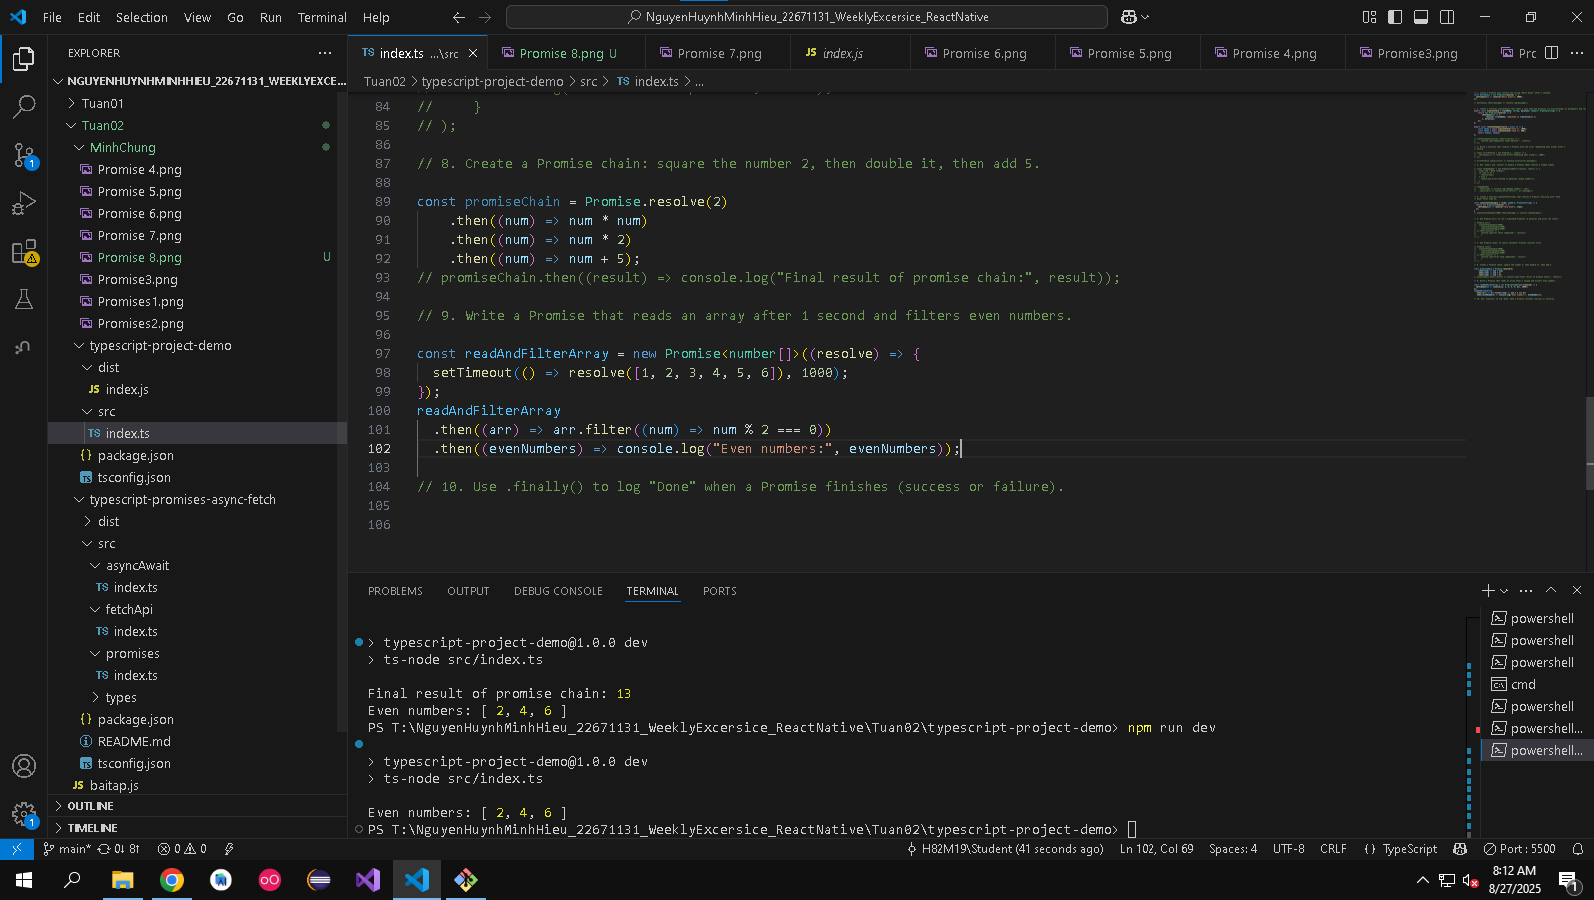 File Edit Selection View Go Run Terminal Help
NguyenHuynhMinhHieu_22671131_WeeklyExcersice_ReactNative
EXPLORER
NGUYENHUYNHMINHHIEU_22671131_WEEKLYEXCE...
Tuan01
Tuan02
MinhChung
Promise 4.png
Promise 5.png
Promise 6.png
Promise 7.png
Promise 8.png U
Promise3.png
Promises1.png
Promises2.png
typescript-project-demo
dist
JS index.js
src
TS index.ts
{} package.json
TS tsconfig.json
typescript-promises-async-fetch
dist
src
asyncAwait
TS index.ts
fetchApi
TS index.ts
promises
TS index.ts
types
{} package.json
README.md
TS tsconfig.json
JS baitap.js
OUTLINE
TIMELINE
1
1
TS index.ts ...\src
Promise 8.png U
Promise 7.png
JS index.js
Promise 6.png
Promise 5.png
Promise 4.png
Promise3.png
Prc
Tuan02 > typescript-project-demo > src > TS index.ts > ...
84 // }
85 // );
86
87 // 8. Create a Promise chain: square the number 2, then double it, then add 5.
88
89 const promiseChain = Promise.resolve(2)
90 .then((num) => num * num)
91 .then((num) => num * 2)
92 .then((num) => num + 5);
93 // promiseChain.then((result) => console.log("Final result of promise chain:", result));
94
95 // 9. Write a Promise that reads an array after 1 second and filters even numbers.
96
97 const readAndFilterArray = new Promise<number[]>((resolve) => {
98 setTimeout(() => resolve([1, 2, 3, 4, 5, 6]), 1000);
99 });
100 readAndFilterArray
101 .then((arr) => arr.filter((num) => num % 2 === 0))
102 .then((evenNumbers) => console.log("Even numbers:", evenNumbers));
103
104 // 10. Use .finally() to log "Done" when a Promise finishes (success or failure).
105
106
PROBLEMS OUTPUT DEBUG CONSOLE TERMINAL PORTS
> typescript-project-demo@1.0.0 dev
> ts-node src/index.ts
Final result of promise chain: 13
Even numbers: [ 2, 4, 6 ]
PS T:\NguyenHuynhMinhHieu_22671131_WeeklyExcersice_ReactNative\Tuan02\typescript-project-demo> npm run dev
> typescript-project-demo@1.0.0 dev
> ts-node src/index.ts
Even numbers: [ 2, 4, 6 ]
PS T:\NguyenHuynhMinhHieu_22671131_WeeklyExcersice_ReactNative\Tuan02\typescript-project-demo>
powershell
powershell
powershell
cmd
powershell
powershell...
powershell...
main* 0↓ 8↑ 0 0
H82M19\Student (41 seconds ago) Ln 102, Col 69 Spaces: 4 UTF-8 CRLF {} TypeScript Port : 5500
8:12 AM
8/27/2025
1